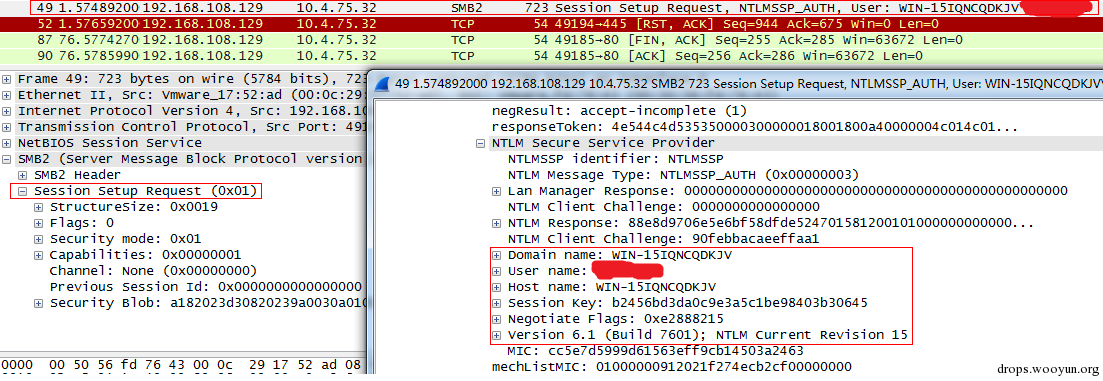 49 1.57489200 192.168.108.129 10.4.75.32 SMB2 723 Session Setup Request, NTLMSSP_AUTH, User: WIN-15IQNCQDKJV
52 1.57659200 192.168.108.129 10.4.75.32 TCP 54 49194→445 [RST, ACK] Seq=944 Ack=675 Win=0 Len=0
87 76.5774270 192.168.108.129 10.4.75.32 TCP 54 49185→80 [FIN, ACK] Seq=255 Ack=285 Win=63672 Len=0
90 76.5785990 192.168.108.129 10.4.75.32 TCP 54 49185→80 [ACK] Seq=256 Ack=286 Win=63672 Len=0
Frame 49: 723 bytes on wire (5784 bits), 723
Ethernet II, Src: Vmware_17:52:ad (00:0c:29
Internet Protocol Version 4, Src: 192.168.10
Transmission Control Protocol, Src Port: 491
NetBIOS Session Service
SMB2 (Server Message Block Protocol version
SMB2 Header
Session Setup Request (0x01)
StructureSize: 0x0019
Flags: 0
Security mode: 0x01
Capabilities: 0x00000001
Channel: None (0x00000000)
Previous Session Id: 0x0000000000000000
Security Blob: a182023d30820239a0030a010
0000 00 50 56 fd 76 43 00 0c 29 17 52 ad 08
49 1.574892000 192.168.108.129 10.4.75.32 SMB2 723 Session Setup Request, NTLMSSP_AUTH, User: WIN-15IQNCQDKJV
negResult: accept-incomplete (1)
responseToken: 4e544c4d535350000300000018001800a40000004c014c01...
NTLM Secure Service Provider
NTLMSSP identifier: NTLMSSP
NTLM Message Type: NTLMSSP_AUTH (0x00000003)
Lan Manager Response: 000000000000000000000000000000000000000000000000
NTLM Client Challenge: 0000000000000000
NTLM Response: 88e8d9706e5e6bf58dfde524701581200101000000000000...
NTLM Client Challenge: 90febbacaeeffaa1
Domain name: WIN-15IQNCQDKJV
User name:
Host name: WIN-15IQNCQDKJV
Session Key: b2456bd3da0c9e3a5c1be98403b30645
Negotiate Flags: 0xe2888215
Version 6.1 (Build 7601); NTLM Current Revision 15
MIC: cc5e7d5999d61563eff9cb14503a2463
mechListMIC: 01000000912021f274ecb2cf00000000
drops.wooyun.org